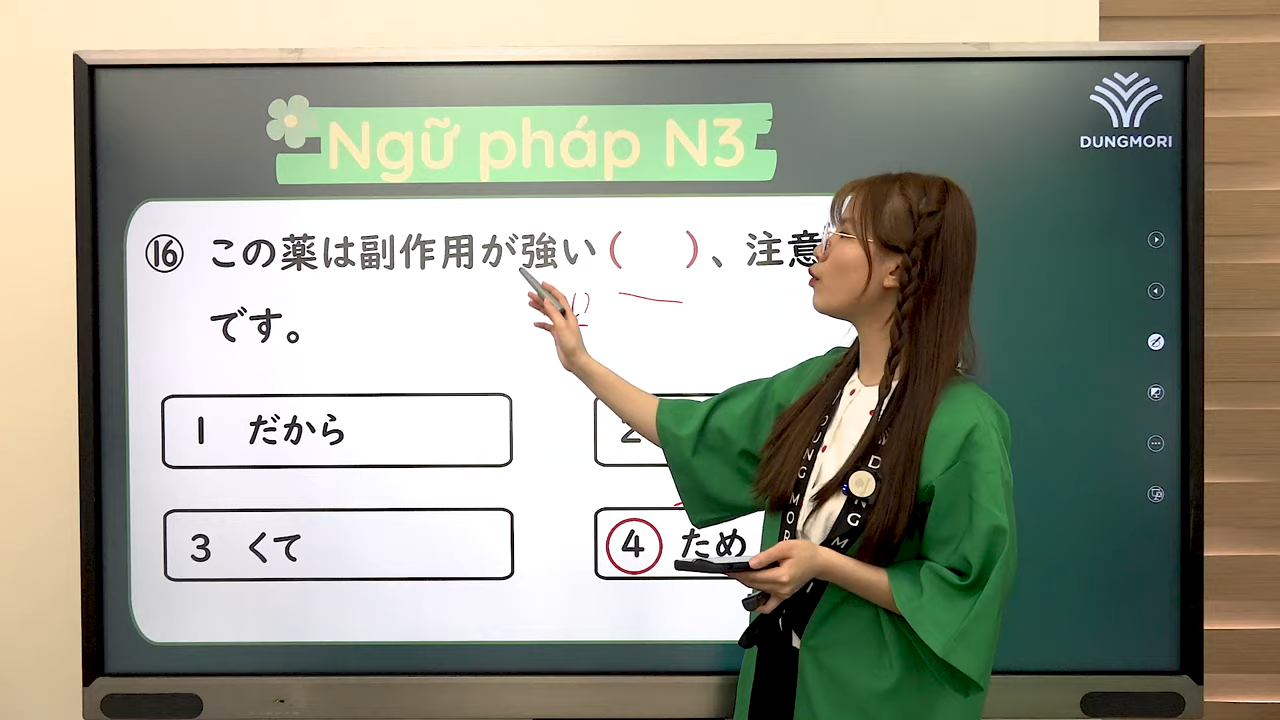 Ngữ pháp N3
DUNGMORI
⑯ この薬は副作用が強い( )、注意
です。
1 だから
2
3 くて
4 ため
DUNGMORI